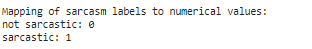 Mapping of sarcasm labels to numerical values:
not sarcastic: 0
sarcastic: 1